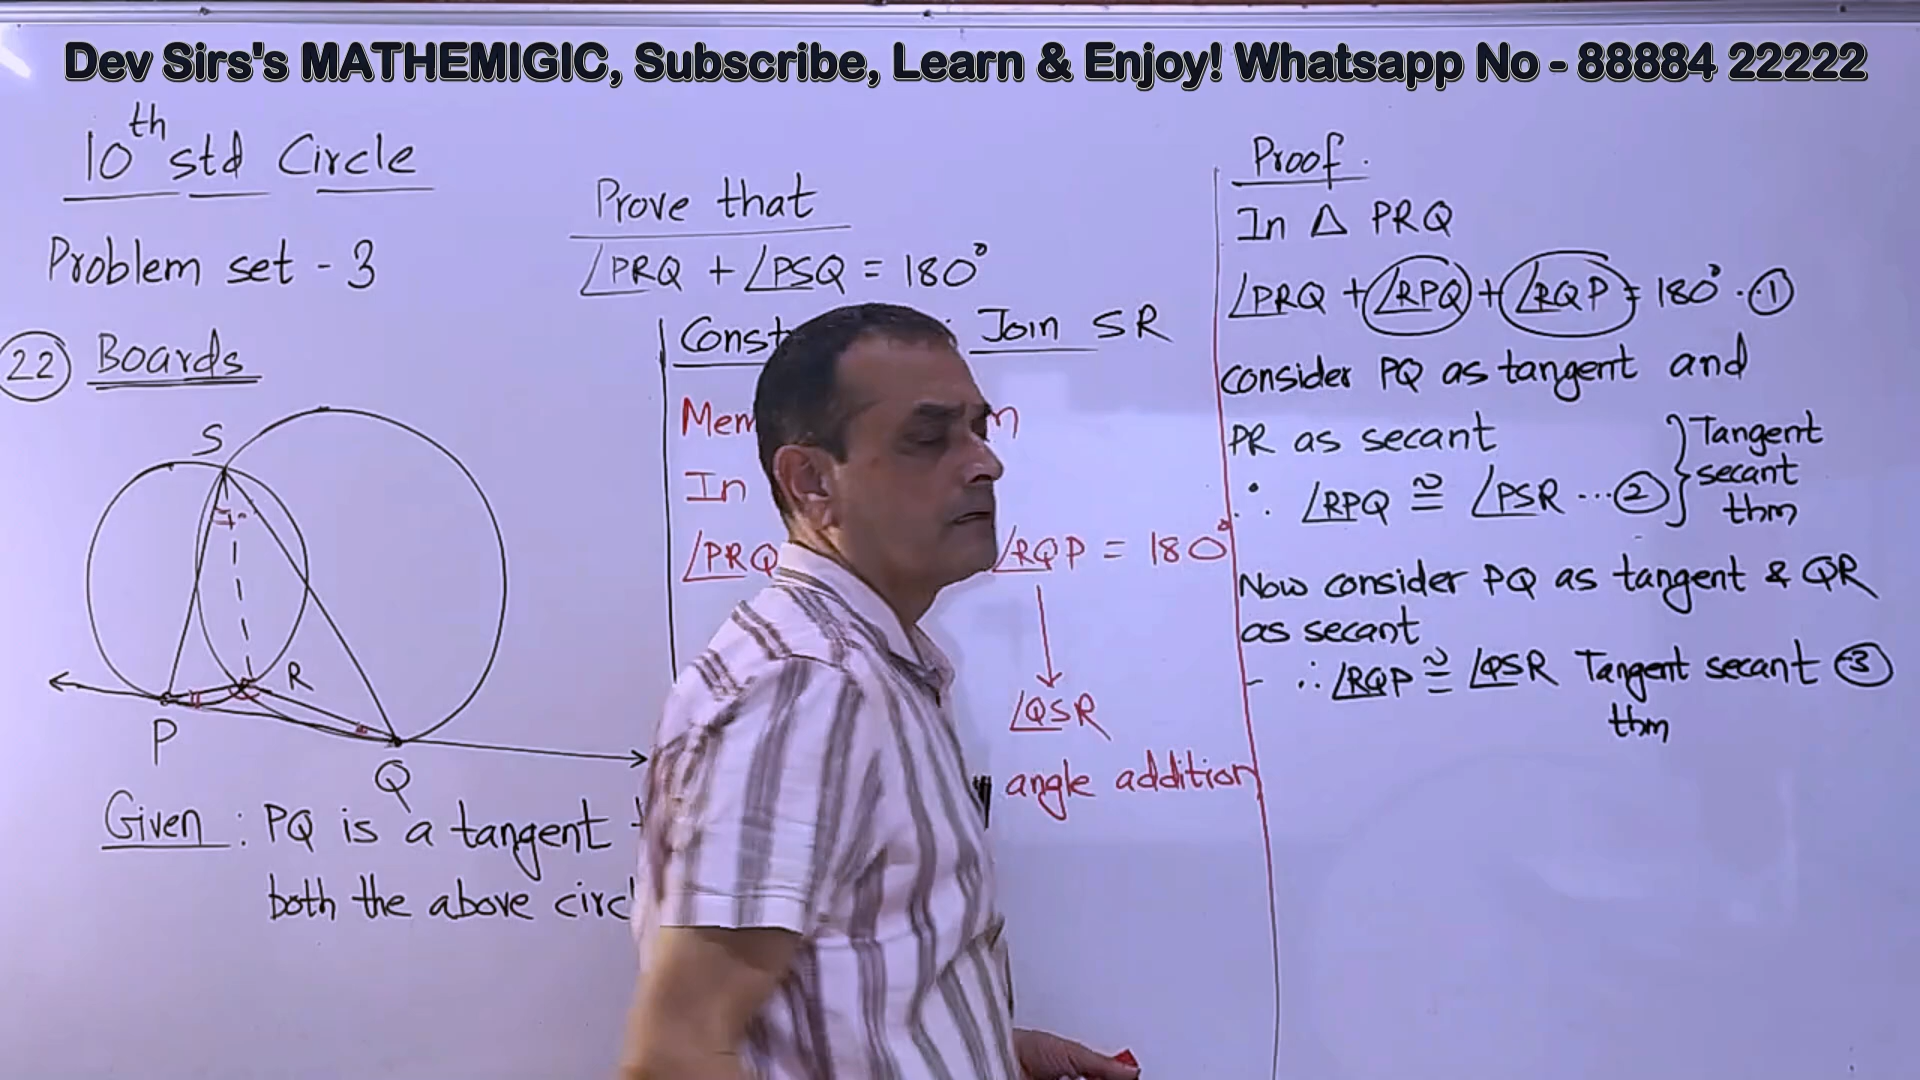 Dev Sirs's MATHEMIGIC, Subscribe, Learn & Enjoy! Whatsapp No - 88884 22222
10th std Circle
Problem set - 3
22 Boards
S
R
P
Q
Given : PQ is a tangent
both the above
Prove that
∠PRQ + ∠PSQ = 180°
Join SR
In
∠PRQ ∠RQP = 180°
∠QSR
angle addition
Proof.
In △ PRQ
∠PRQ + ∠RPQ + ∠RQP = 180° . 1
consider PQ as tangent and
PR as secant
∴ ∠RPQ ≅ ∠PSR ... 2 } Tangent
secant
thm
Now consider PQ as tangent & QR
as secant
- ∴ ∠RQP ≅ ∠QSR Tangent secant 3
thm